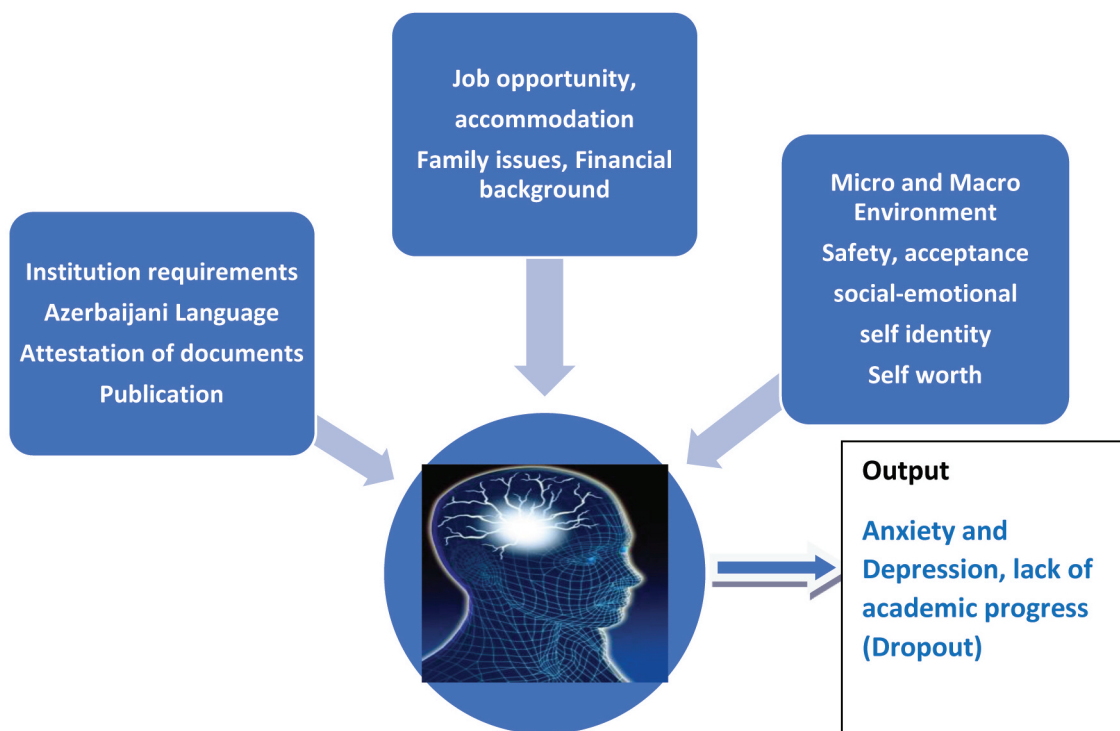 Job opportunity,
accommodation
Family issues, Financial
background
Micro and Macro
Environment
Safety, acceptance
social-emotional
self identity
Self worth
Institution requirements
Azerbaijani Language
Attestation of documents
Publication
Output
Anxiety and
Depression, lack of
academic progress
(Dropout)